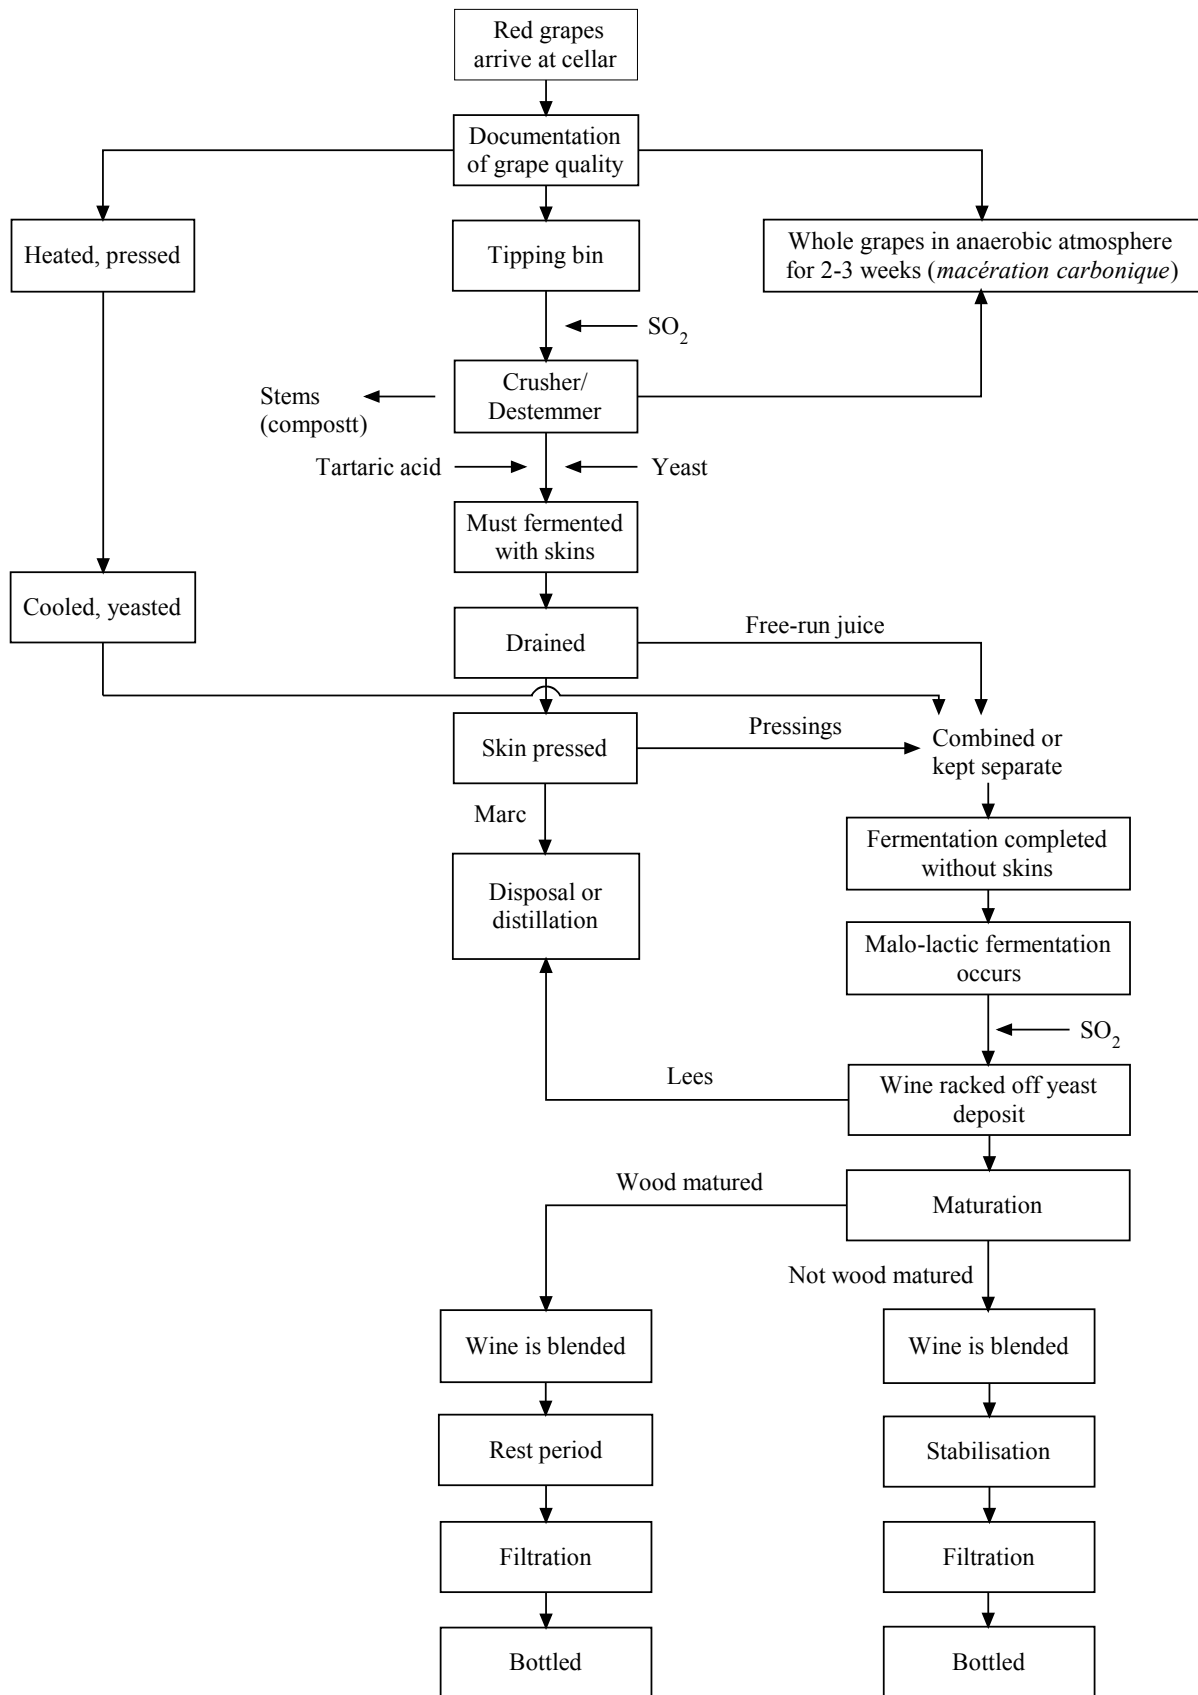 Red grapes
arrive at cellar
Documentation
of grape quality
Heated, pressed
Tipping bin
Whole grapes in anaerobic atmosphere
for 2-3 weeks (macération carbonique)
SO2
Crusher/
Destemmer
Stems
(compostt)
Tartaric acid
Yeast
Must fermented
with skins
Cooled, yeasted
Drained
Free-run juice
Skin pressed
Pressings
Combined or
kept separate
Marc
Fermentation completed
without skins
Disposal or
distillation
Malo-lactic fermentation
occurs
SO2
Lees
Wine racked off yeast
deposit
Wood matured
Maturation
Not wood matured
Wine is blended
Wine is blended
Rest period
Stabilisation
Filtration
Filtration
Bottled
Bottled